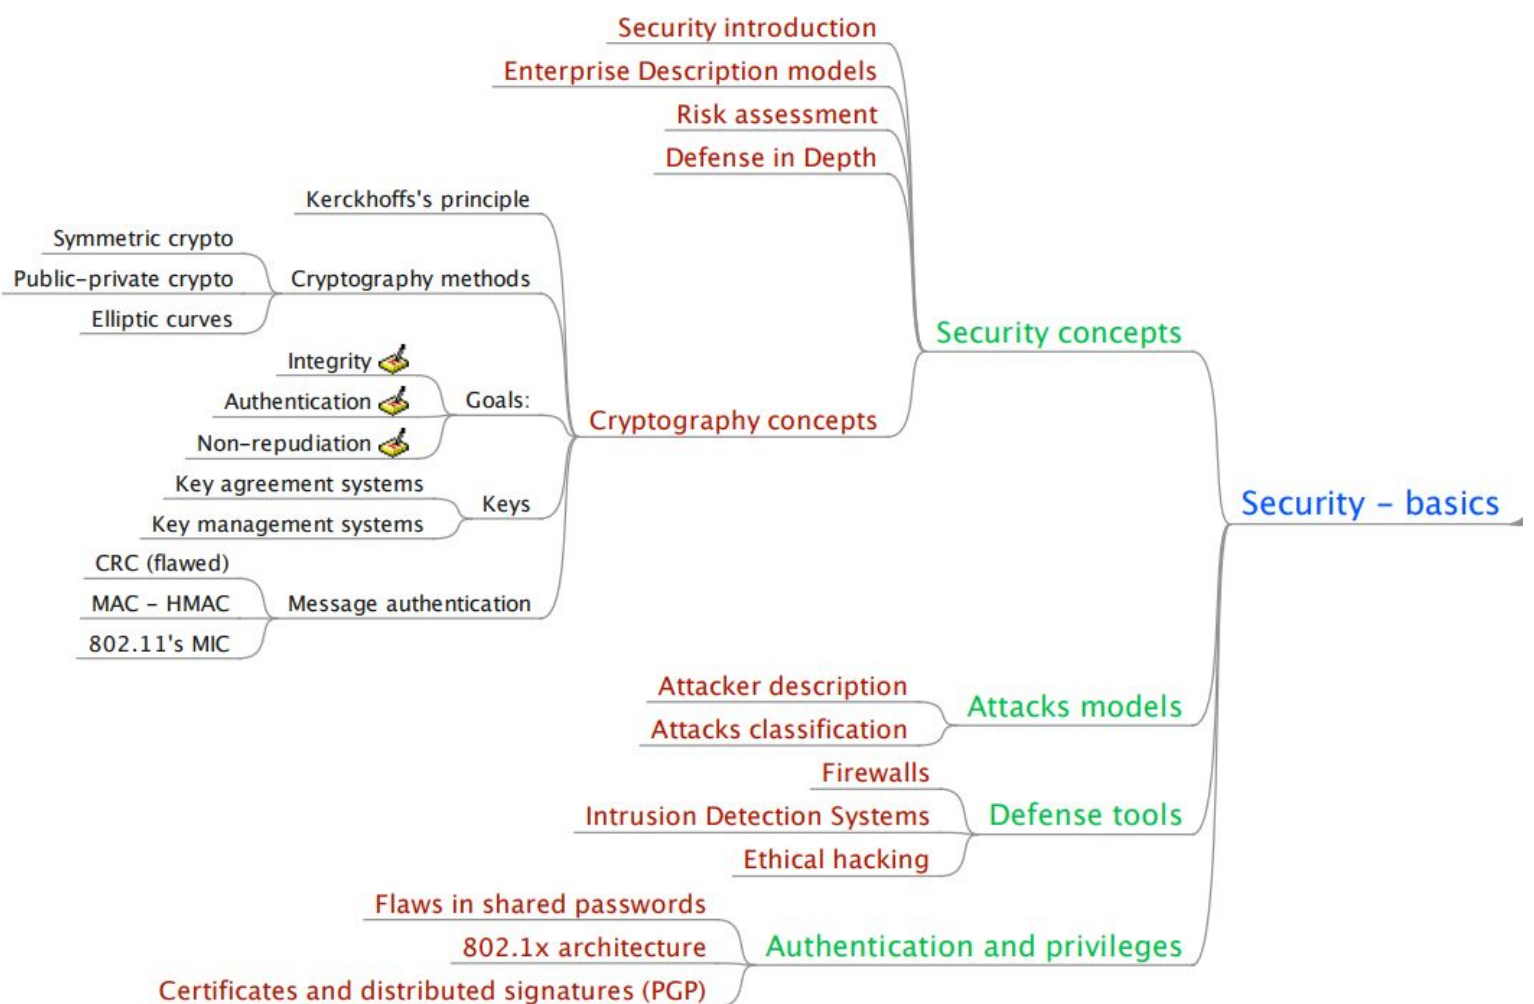 Security introduction
Enterprise Description models
Risk assessment
Defense in Depth
Kerckhoffs's principle
Symmetric crypto
Public-private crypto
Cryptography methods
Elliptic curves
Security concepts
Integrity
Authentication
Goals:
Non-repudiation
Cryptography concepts
Key agreement systems
Keys
Key management systems
Security - basics
CRC (flawed)
MAC - HMAC
Message authentication
802.11's MIC
Attacker description
Attacks models
Attacks classification
Firewalls
Intrusion Detection Systems
Defense tools
Ethical hacking
Flaws in shared passwords
802.1x architecture
Authentication and privileges
Certificates and distributed signatures (PGP)